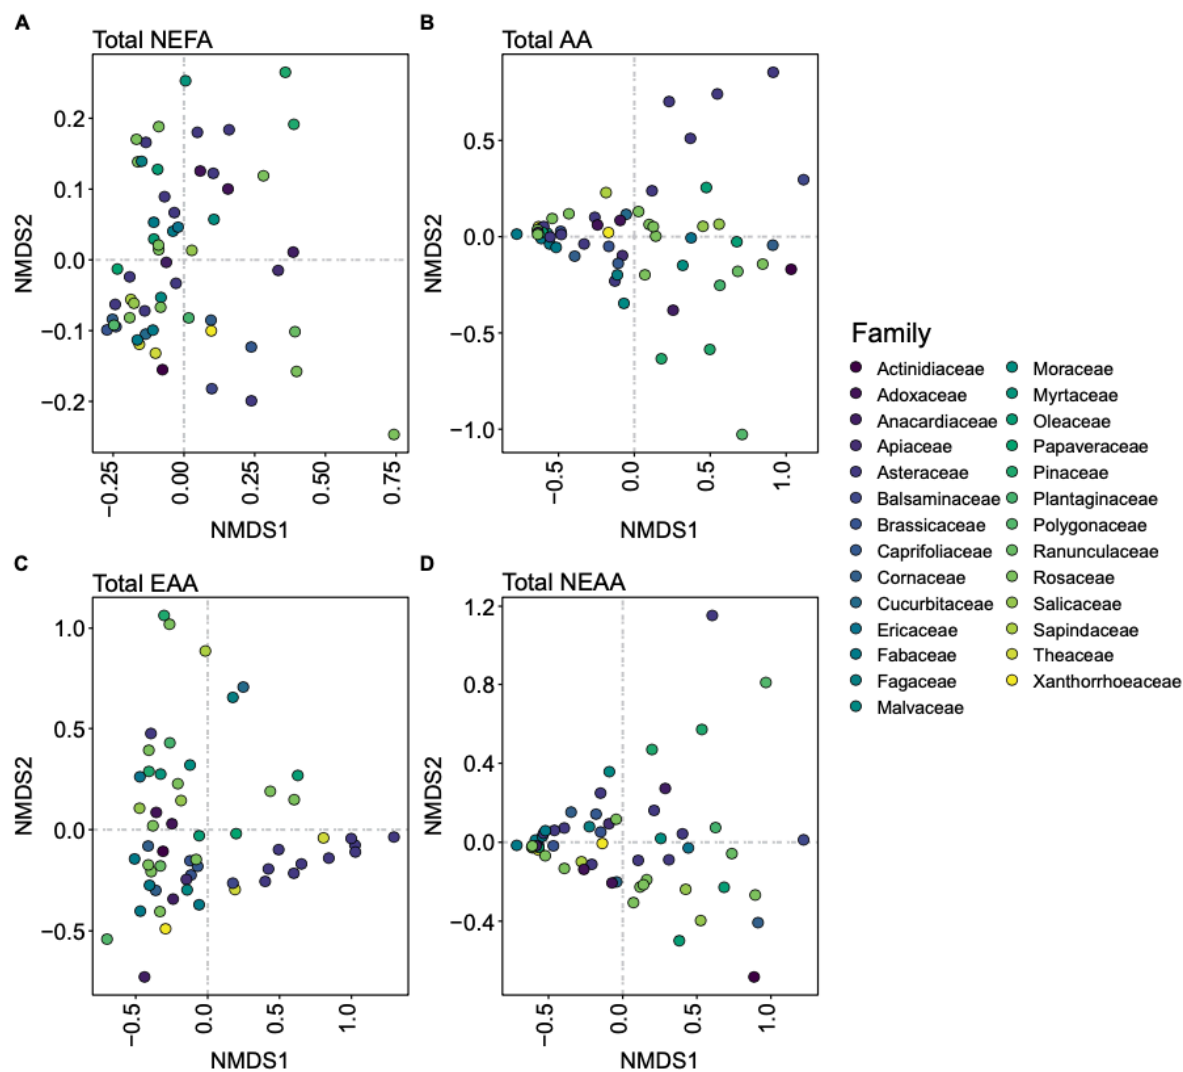 A
Total NEFA
0.2
0.1
0.0
−0.1
−0.2
NMDS2
−0.25
0.00
0.25
0.50
0.75
NMDS1
B
Total AA
0.5
0.0
−0.5
−1.0
NMDS2
−0.5
0.0
0.5
1.0
NMDS1
C
Total EAA
1.0
0.5
0.0
−0.5
NMDS2
−0.5
0.0
0.5
1.0
NMDS1
D
Total NEAA
1.2
0.8
0.4
0.0
−0.4
NMDS2
−0.5
0.0
0.5
1.0
NMDS1
Family
Actinidiaceae
Adoxaceae
Anacardiaceae
Apiaceae
Asteraceae
Balsaminaceae
Brassicaceae
Caprifoliaceae
Cornaceae
Cucurbitaceae
Ericaceae
Fabaceae
Fagaceae
Malvaceae
Moraceae
Myrtaceae
Oleaceae
Papaveraceae
Pinaceae
Plantaginaceae
Polygonaceae
Ranunculaceae
Rosaceae
Salicaceae
Sapindaceae
Theaceae
Xanthorrhoeaceae